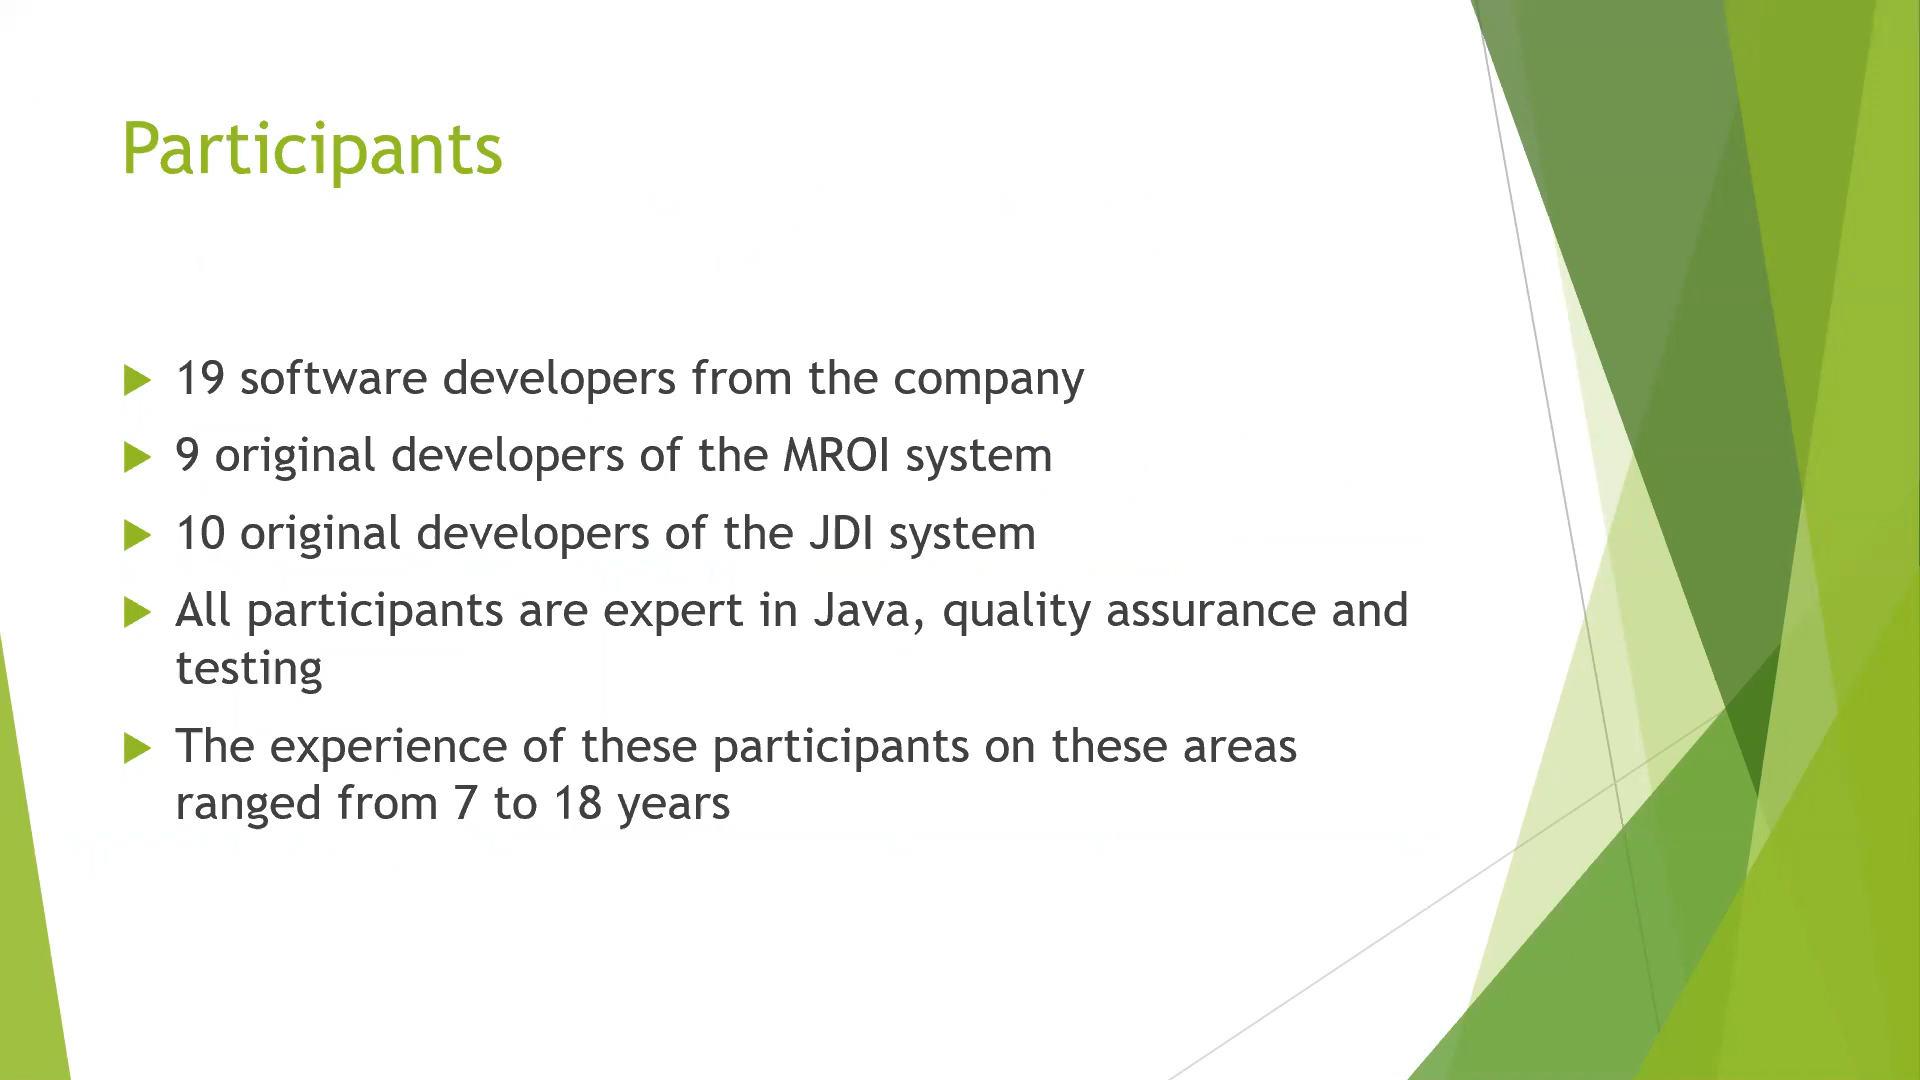 Participants
19 software developers from the company
9 original developers of the MROI system
10 original developers of the JDI system
All participants are expert in Java, quality assurance and
testing
The experience of these participants on these areas
ranged from 7 to 18 years